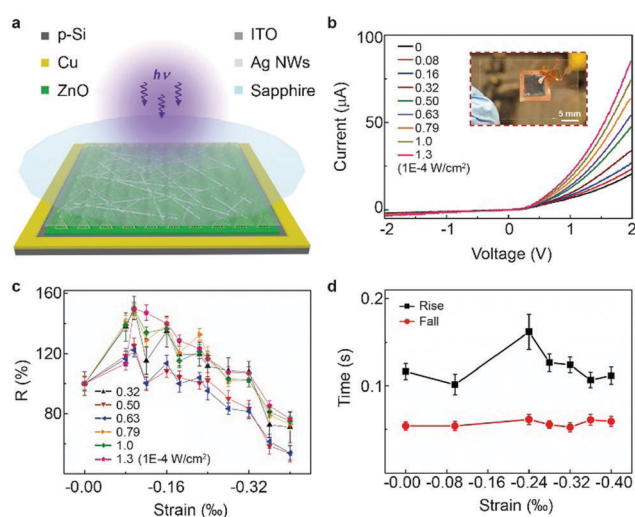 a
p-Si
ITO
Cu
Ag NWs
ZnO
Sapphire
hν
b
Current (μA)
100
50
0
-2
-1
0
1
2
Voltage (V)
0
0.08
0.16
0.32
0.50
0.63
0.79
1.0
1.3
(1E-4 W/cm²)
5 mm
c
R (%)
160
120
80
-0.00
-0.16
-0.32
Strain (‰)
0.32
0.50
0.63
0.79
1.0
1.3 (1E-4 W/cm²)
d
Time (s)
0.2
0.1
-0.00
-0.08
-0.16
-0.24
-0.32
-0.40
Strain (‰)
Rise
Fall